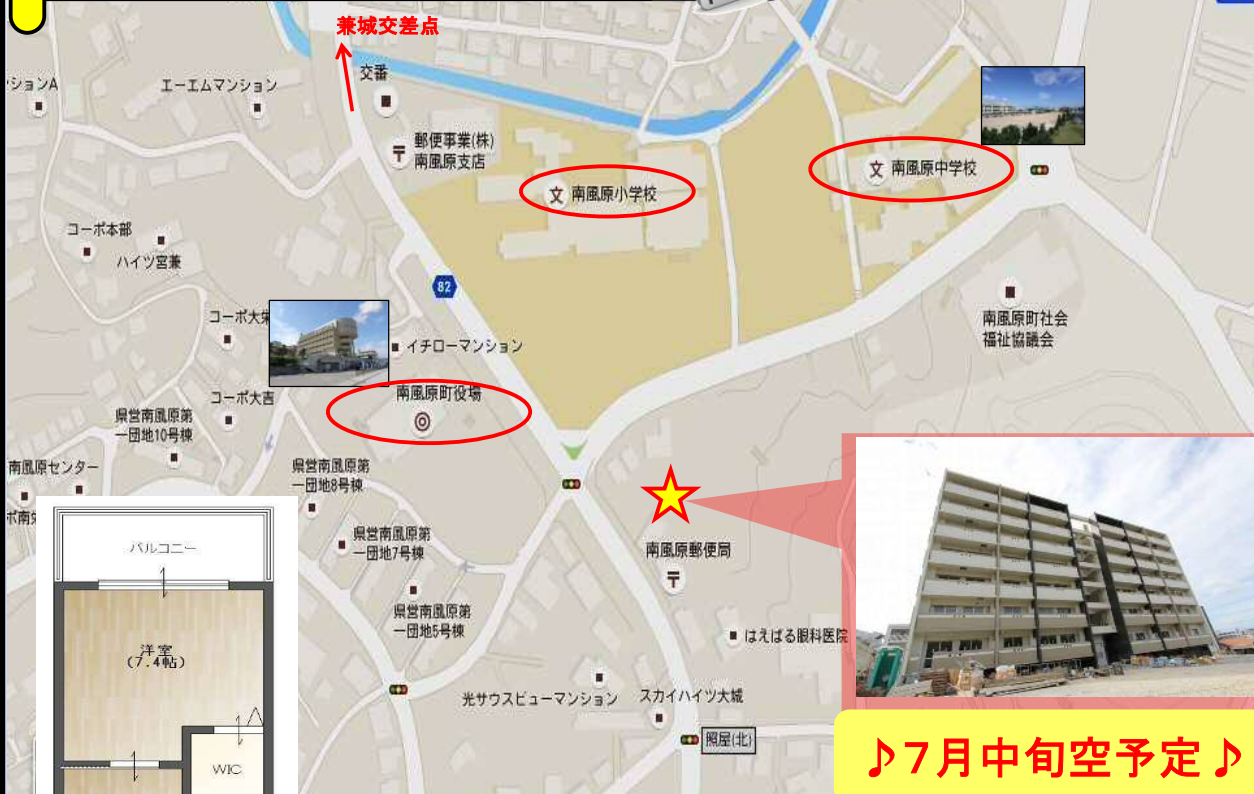 兼城交差点
交番
ションA
エーエムマンション
郵便事業(株)
南風原支店
文 南風原小学校
文 南風原中学校
コーポ本部
ハイツ宮兼
82
南風原町社会
福祉協議会
コーポ大栄
イチローマンション
南風原町役場
コーポ大吉
県営南風原第
一団地10号棟
南風原センター
県営南風原第
一団地8号棟
県営南風原第
一団地7号棟
南風原郵便局
県営南風原第
一団地5号棟
はえばる眼科医院
光サウスビューマンション
スカイハイツ大城
照屋(北)
バルコニー
洋室
(7.4帖)
WIC
♪7月中旬空予定♪